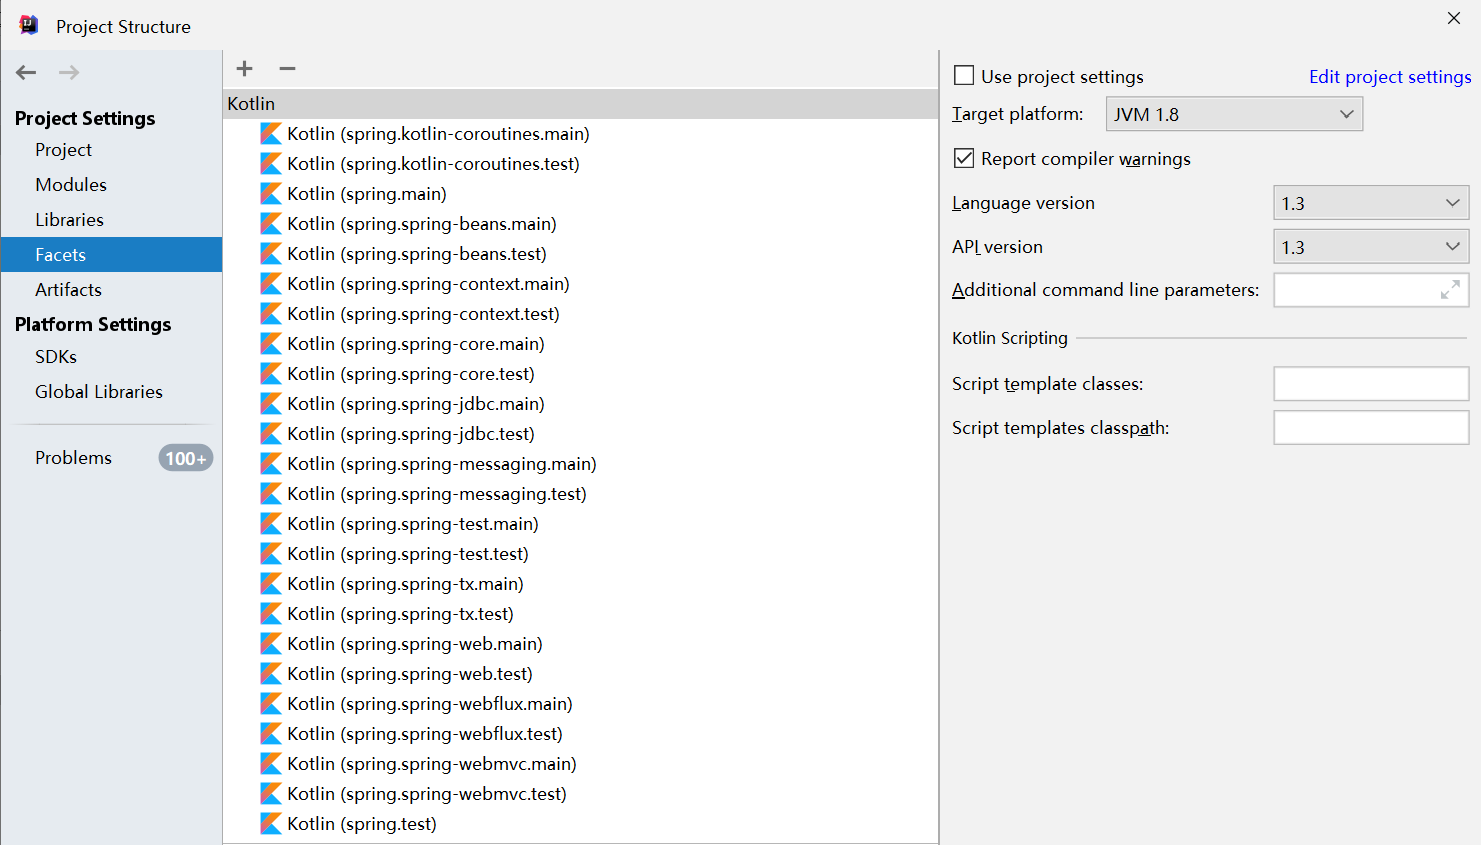 Project Structure
Project Settings
Project
Modules
Libraries
Facets
Artifacts
Platform Settings
SDKs
Global Libraries
Problems 100+
Kotlin
Kotlin (spring.kotlin-coroutines.main)
Kotlin (spring.kotlin-coroutines.test)
Kotlin (spring.main)
Kotlin (spring.spring-beans.main)
Kotlin (spring.spring-beans.test)
Kotlin (spring.spring-context.main)
Kotlin (spring.spring-context.test)
Kotlin (spring.spring-core.main)
Kotlin (spring.spring-core.test)
Kotlin (spring.spring-jdbc.main)
Kotlin (spring.spring-jdbc.test)
Kotlin (spring.spring-messaging.main)
Kotlin (spring.spring-messaging.test)
Kotlin (spring.spring-test.main)
Kotlin (spring.spring-test.test)
Kotlin (spring.spring-tx.main)
Kotlin (spring.spring-tx.test)
Kotlin (spring.spring-web.main)
Kotlin (spring.spring-web.test)
Kotlin (spring.spring-webflux.main)
Kotlin (spring.spring-webflux.test)
Kotlin (spring.spring-webmvc.main)
Kotlin (spring.spring-webmvc.test)
Kotlin (spring.test)
Use project settings Edit project settings
Target platform: JVM 1.8
Report compiler warnings
Language version 1.3
API version 1.3
Additional command line parameters:
Kotlin Scripting
Script template classes:
Script templates classpath: